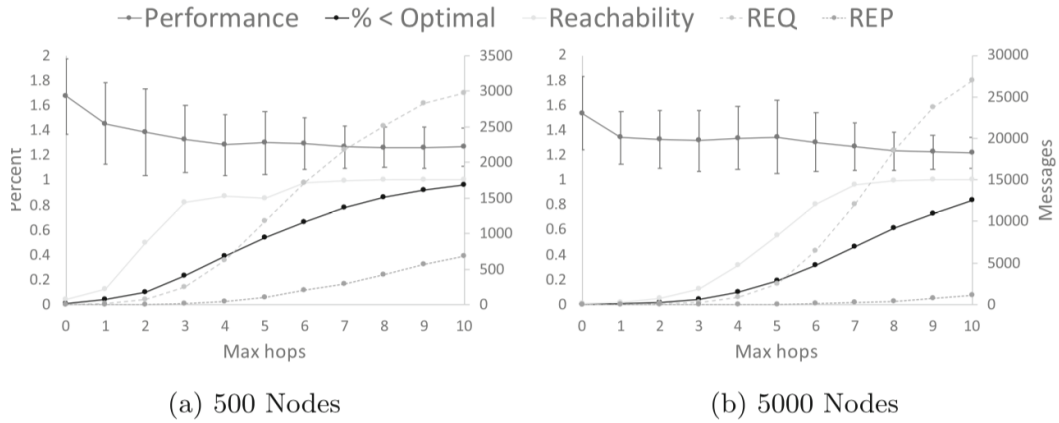 Performance % < Optimal Reachability REQ REP
2 3500 2 30000
1.8 3000 1.8 25000
1.6 1.6
1.4 2500 1.4 20000
1.2 2000 1.2
1 1 15000
0.8 1500 0.8
0.6 1000 0.6 10000
0.4 0.4
0.2 500 0.2 5000
0 0 0 0
Percent
Messages
0 1 2 3 4 5 6 7 8 9 10 0 1 2 3 4 5 6 7 8 9 10
Max hops Max hops
(a) 500 Nodes (b) 5000 Nodes